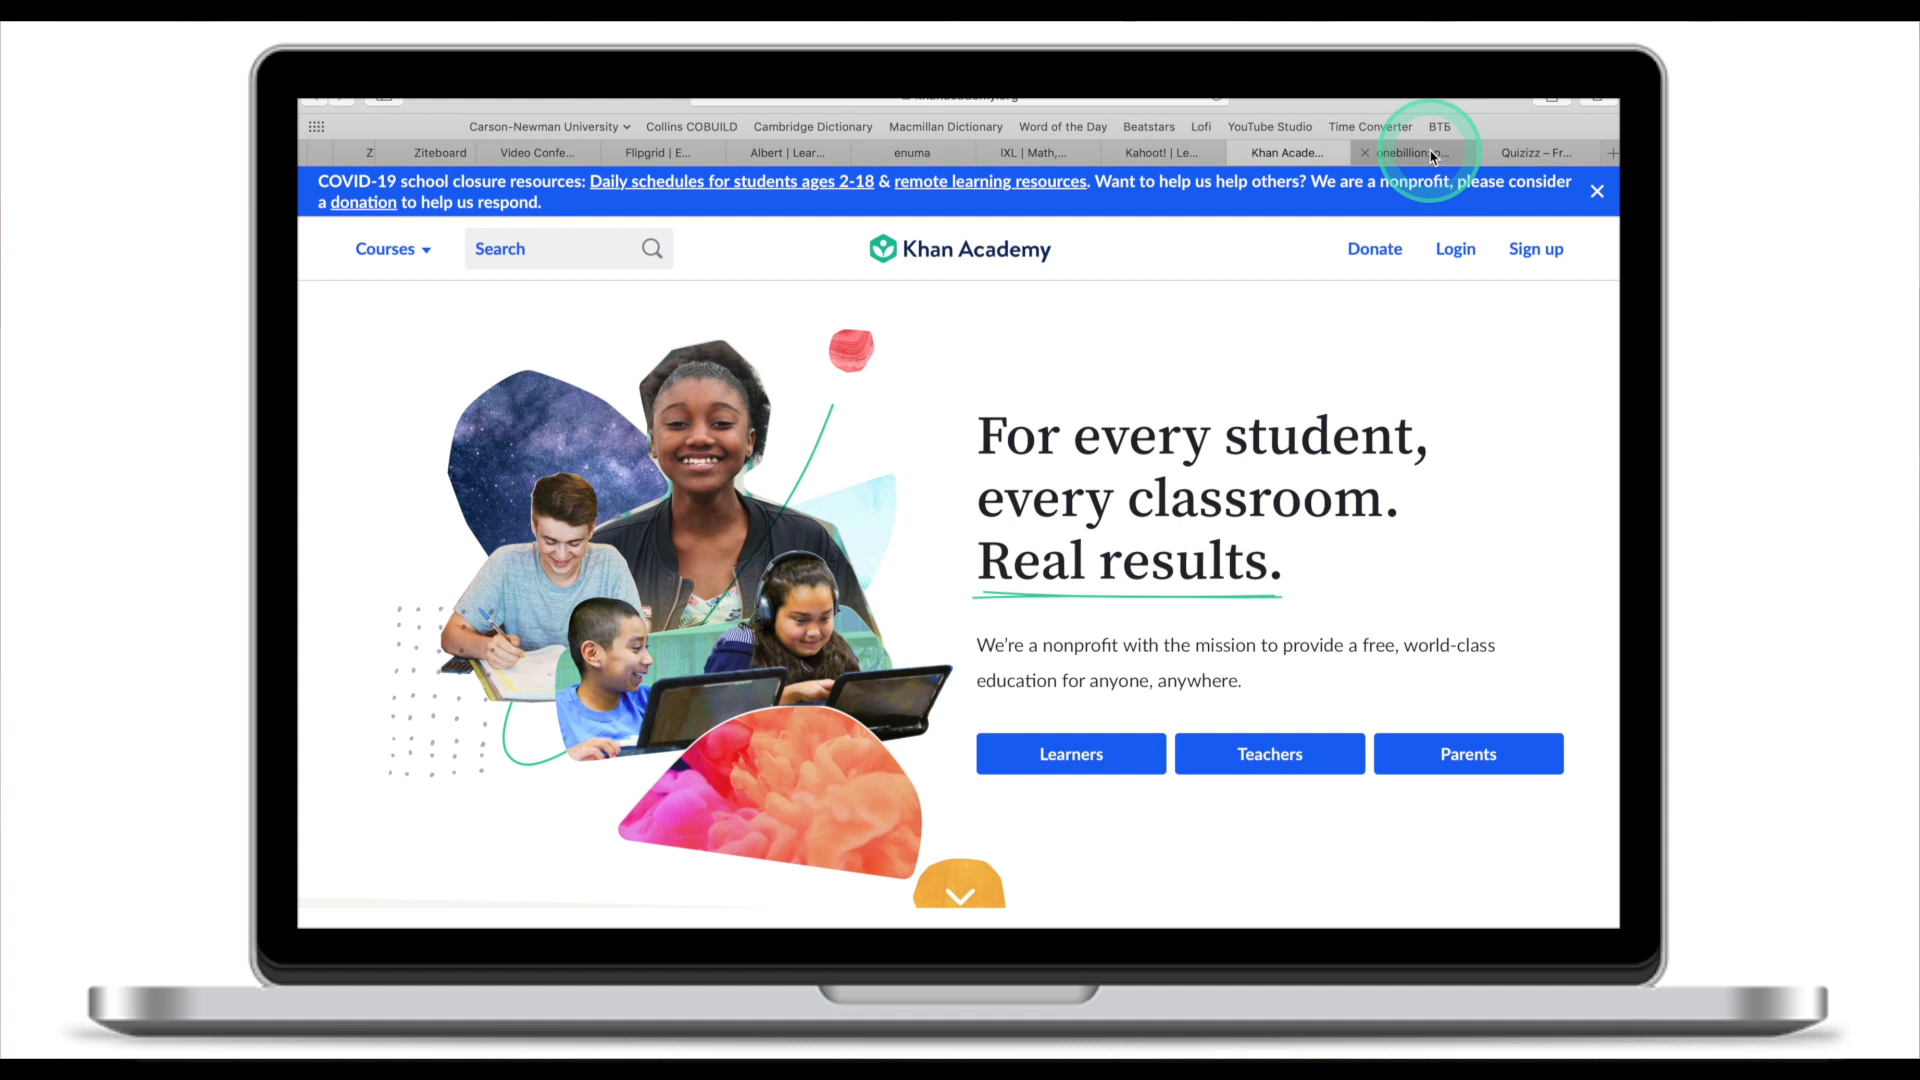 Carson-Newman University Collins COBUILD Cambridge Dictionary Macmillan Dictionary Word of the Day Beatstars Lofi YouTube Studio Time Converter ВТБ
Z Ziteboard Video Confe... Flipgrid | E... Albert | Lear... enuma IXL | Math,... Kahoot! | Le... Khan Acade... Quizizz – Fr...
COVID-19 school closure resources: Daily schedules for students ages 2-18 & remote learning resources. Want to help us help others? We are a nonprofit, please consider
a donation to help us respond.
Courses Search Khan Academy Donate Login Sign up
For every student,
every classroom.
Real results.
We're a nonprofit with the mission to provide a free, world-class
education for anyone, anywhere.
Learners Teachers Parents